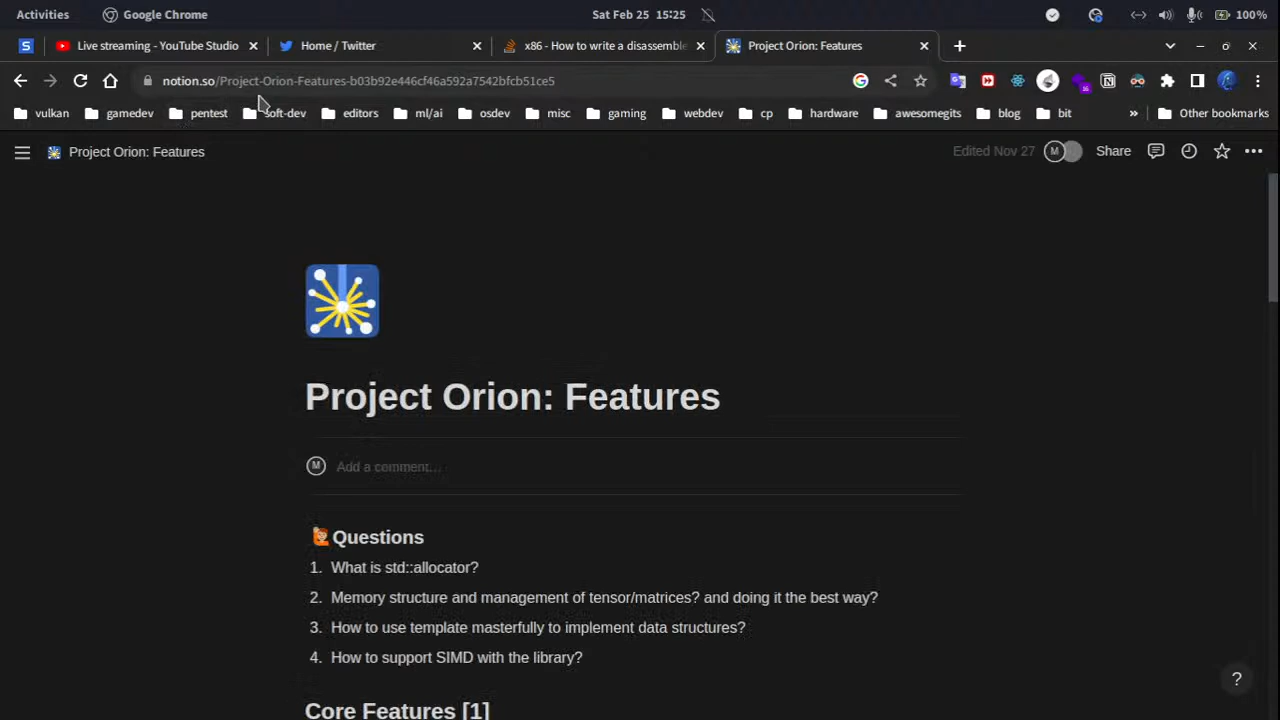 Activities
Google Chrome
Sat Feb 25 15:25
100%
S
Live streaming - YouTube Studio
Home / Twitter
x86 - How to write a disassemble
Project Orion: Features
notion.so/Project-Orion-Features-b03b92e446cf46a592a7542bfcb51ce5
16
vulkan
gamedev
pentest
soft-dev
editors
ml/ai
osdev
misc
gaming
webdev
cp
hardware
awesomegits
blog
bit
»
Other bookmarks
Project Orion: Features
Edited Nov 27
M
Share
Project Orion: Features
M
Add a comment…
Questions
1. What is std::allocator?
2. Memory structure and management of tensor/matrices? and doing it the best way?
3. How to use template masterfully to implement data structures?
4. How to support SIMD with the library?
?
Core Features [1]